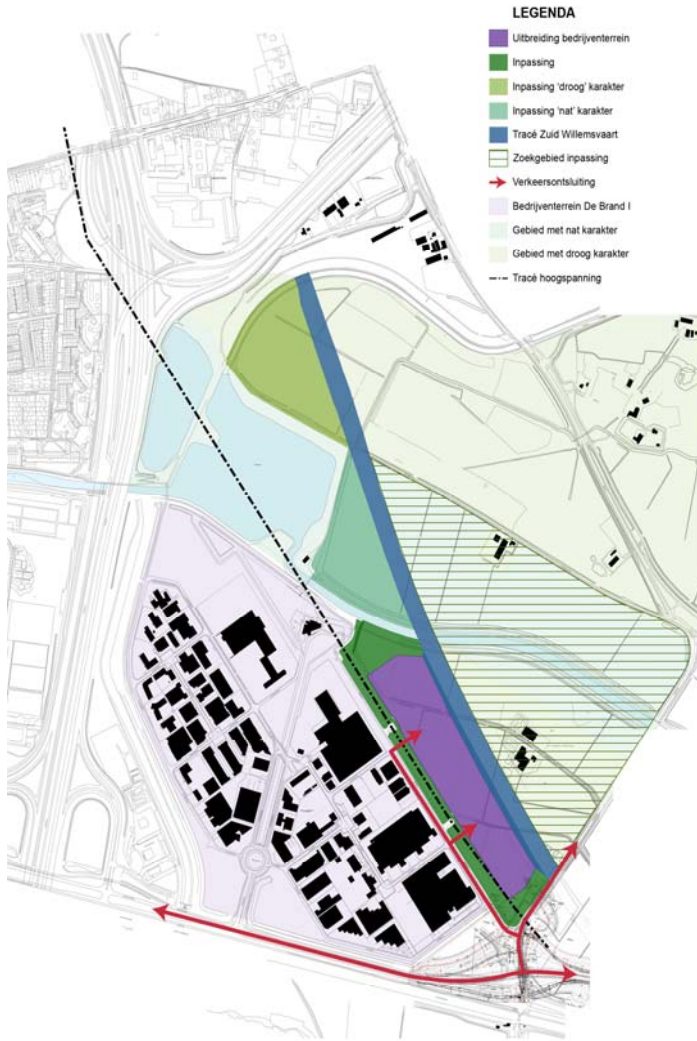 LEGENDA
Uitbreiding bedrijventerrein
Inpassing
Inpassing 'droog' karakter
Inpassing 'nat' karakter
Tracé Zuid Willemsvaart
Zoekgebied inpassing
Verkeersontsluiting
Bedrijventerrein De Brand I
Gebied met nat karakter
Gebied met droog karakter
Tracé hoogspanning